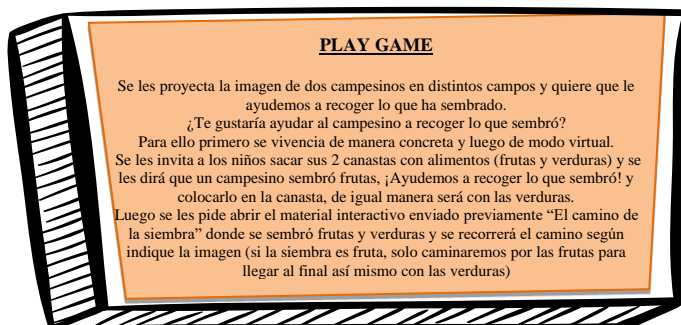 PLAY GAME
Se les proyecta la imagen de dos campesinos en distintos campos y quiere que le
ayudemos a recoger lo que ha sembrado.
¿Te gustaría ayudar al campesino a recoger lo que sembró?
Para ello primero se vivencia de manera concreta y luego de modo virtual.
Se les invita a los niños sacar sus 2 canastas con alimentos (frutas y verduras) y se
les dirá que un campesino sembró frutas, ¡Ayudemos a recoger lo que sembró! y
colocarlo en la canasta, de igual manera será con las verduras.
Luego se les pide abrir el material interactivo enviado previamente “El camino de
la siembra” donde se sembró frutas y verduras y se recorrerá el camino según
indique la imagen (si la siembra es fruta, solo caminaremos por las frutas para
llegar al final así mismo con las verduras)